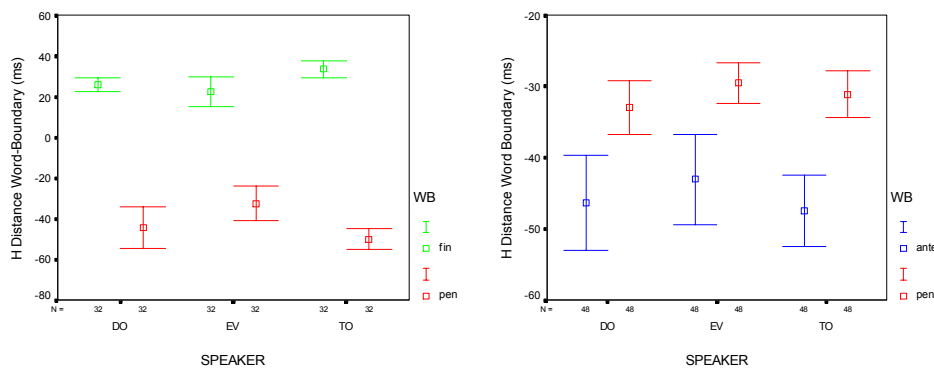 H Distance Word-Boundary (ms)
60
40
20
0
-20
-40
-60
-80
N =
32 32 32 32 32 32
DO EV TO
SPEAKER
WB
fin
pen
H Distance Word Boundary (ms)
-20
-30
-40
-50
-60
N =
48 48 48 48 48 48
DO EV TO
SPEAKER
WB
ante
pen